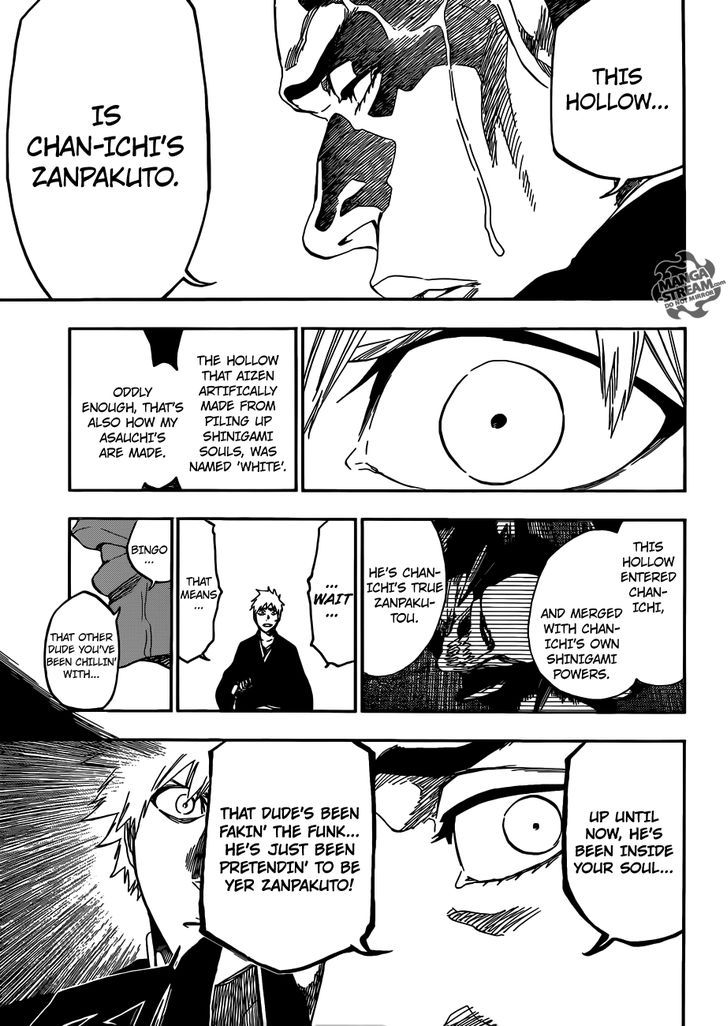 THIS
HOLLOW...
IS
CHAN-ICHI'S
ZANPAKUTO.
MANGA
STREAM.com
DO NOT MIRROR
THE HOLLOW
THAT AIZEN
ARTIFICALLY
MADE FROM
PILING UP
SHINIGAMI
SOULS, WAS
NAMED 'WHITE'.
ODDLY
ENOUGH, THAT'S
ALSO HOW MY
ASAUCHI'S
ARE MADE.
THIS
HOLLOW
ENTERED
CHAN-
ICHI,
AND MERGED
WITH CHAN-
ICHI'S OWN
SHINIGAMI
POWERS.
HE'S CHAN-
ICHI'S TRUE
ZANPAKU-
TOU.
...
WAIT
...
THAT
MEANS...
BINGO
...
THAT OTHER
DUDE YOU'VE
BEEN CHILLIN'
WITH...
UP UNTIL
NOW, HE'S
BEEN INSIDE
YOUR SOUL...
THAT DUDE'S BEEN
FAKIN' THE FUNK...
HE'S JUST BEEN
PRETENDIN' TO BE
YER ZANPAKUTO!